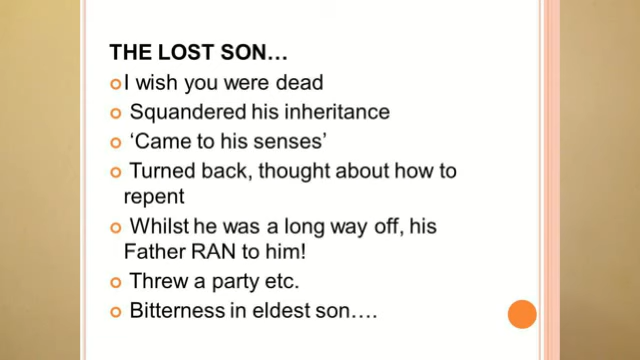 THE LOST SON…
I wish you were dead
Squandered his inheritance
‘Came to his senses’
Turned back, thought about how to
repent
Whilst he was a long way off, his
Father RAN to him!
Threw a party etc.
Bitterness in eldest son….